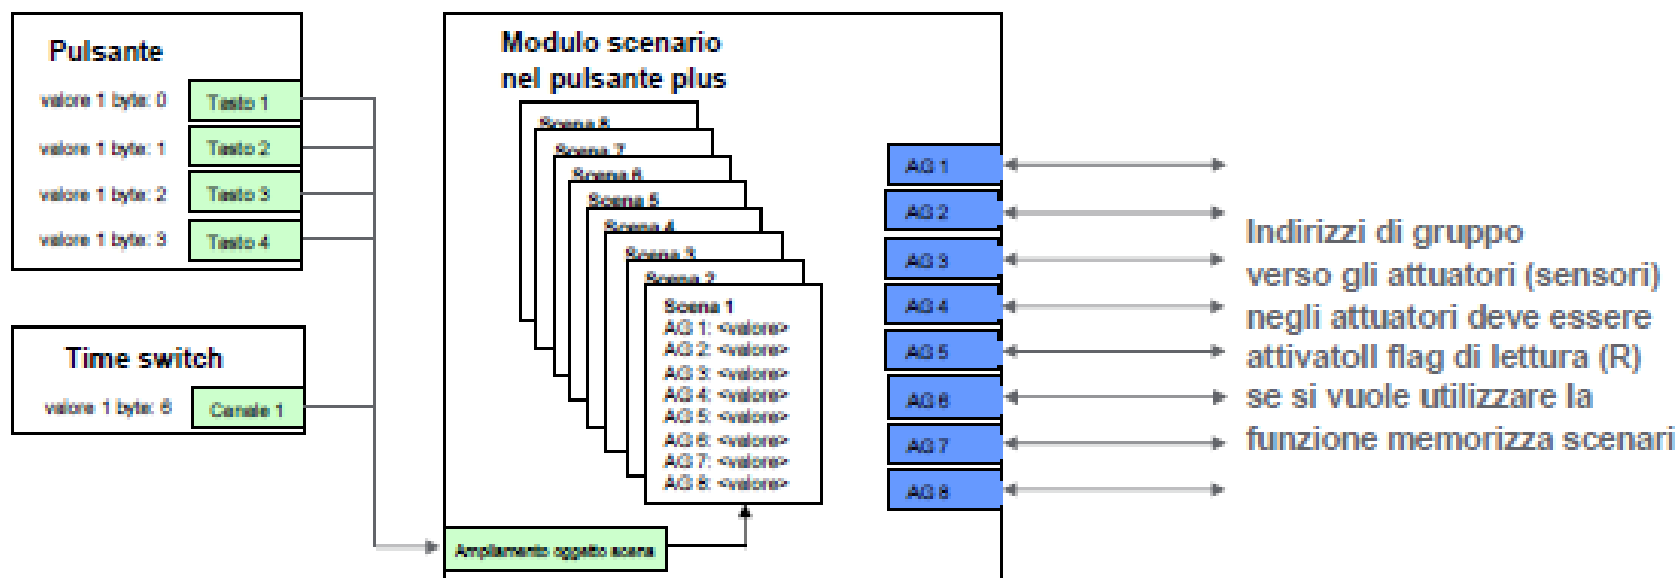 Pulsante
valore 1 byte: 0
Tasto 1
valore 1 byte: 1
Tasto 2
valore 1 byte: 2
Tasto 3
valore 1 byte: 3
Tasto 4
Time switch
valore 1 byte: 6
Canale 1
Modulo scenario
nel pulsante plus
Scena 8
Scena 7
Scena 6
Scena 5
Scena 4
Scena 3
Scena 2
Scena 1
AG 1: <valore>
AG 2: <valore>
AG 3: <valore>
AG 4: <valore>
AG 5: <valore>
AG 6: <valore>
AG 7: <valore>
AG 8: <valore>
Ampliamento oggetto scena
AG 1
AG 2
AG 3
AG 4
AG 5
AG 6
AG 7
AG 8
Indirizzi di gruppo
verso gli attuatori (sensori)
negli attuatori deve essere
attivatoll flag di lettura (R)
se si vuole utilizzare la
funzione memorizza scenari